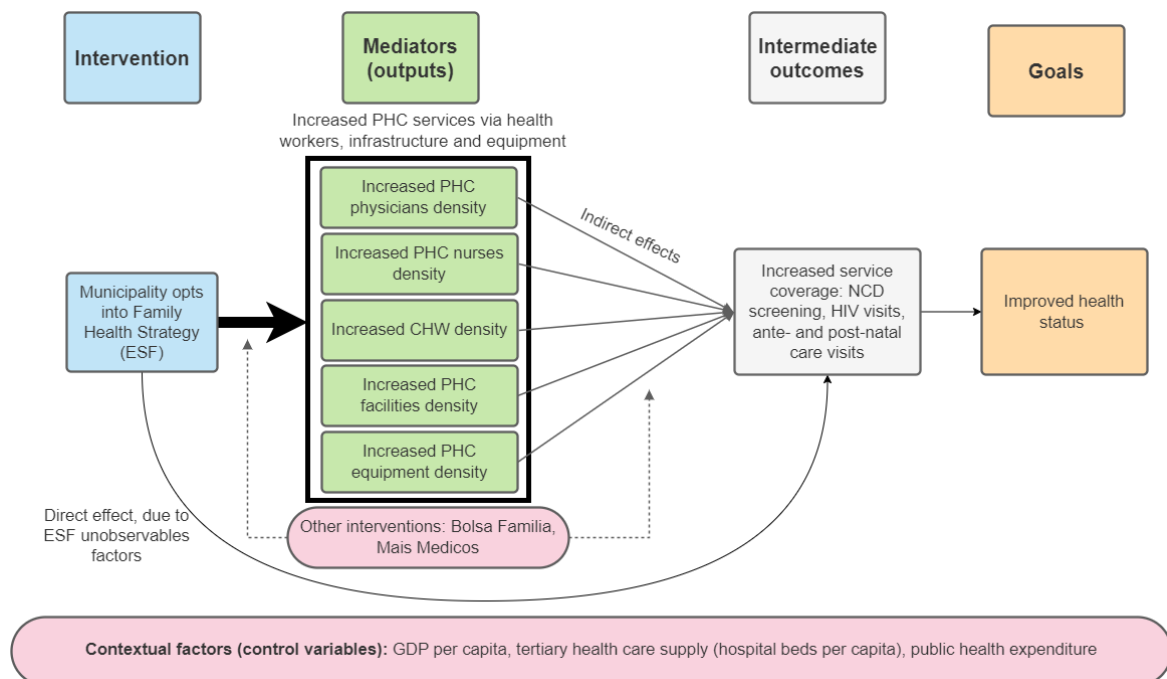 Intervention
Mediators
(outputs)
Intermediate
outcomes
Goals
Increased PHC services via health
workers, infrastructure and equipment
Increased PHC
physicians density
Increased PHC nurses
density
Increased CHW density
Increased PHC
facilities density
Increased PHC
equipment density
Indirect effects
Municipality opts
into Family
Health Strategy
(ESF)
Increased service
coverage: NCD
screening, HIV visits,
ante- and post-natal
care visits
Improved health
status
Direct effect, due to
ESF unobservables
factors
Other interventions: Bolsa Familia,
Mais Medicos
Contextual factors (control variables): GDP per capita, tertiary health care supply (hospital beds per capita), public health expenditure